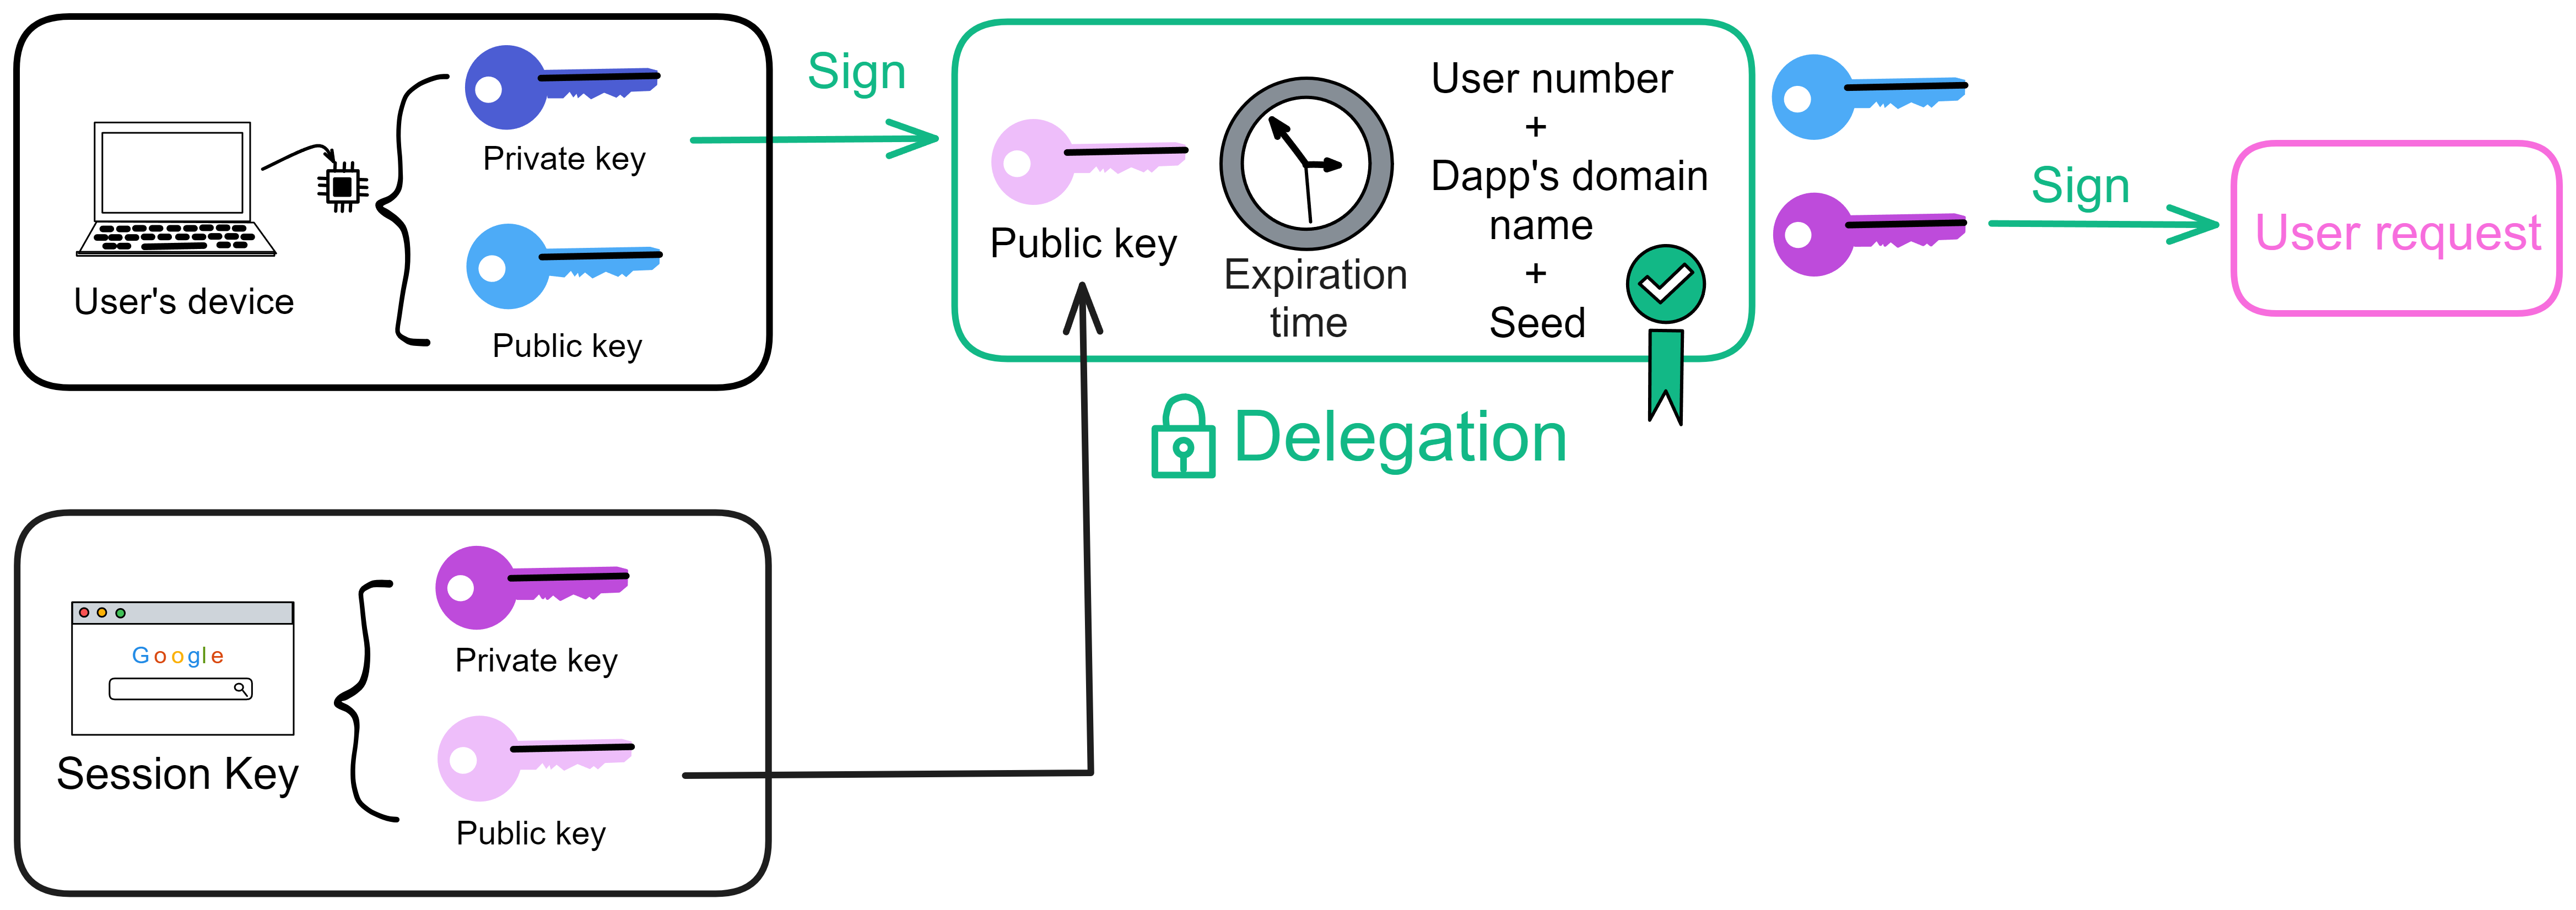 Private key
User's device
Public key
Sign
Public key
Expiration
time
User number
+
Dapp's domain
name
+
Seed
Delegation
Sign
User request
Google
Session Key
Private key
Public key